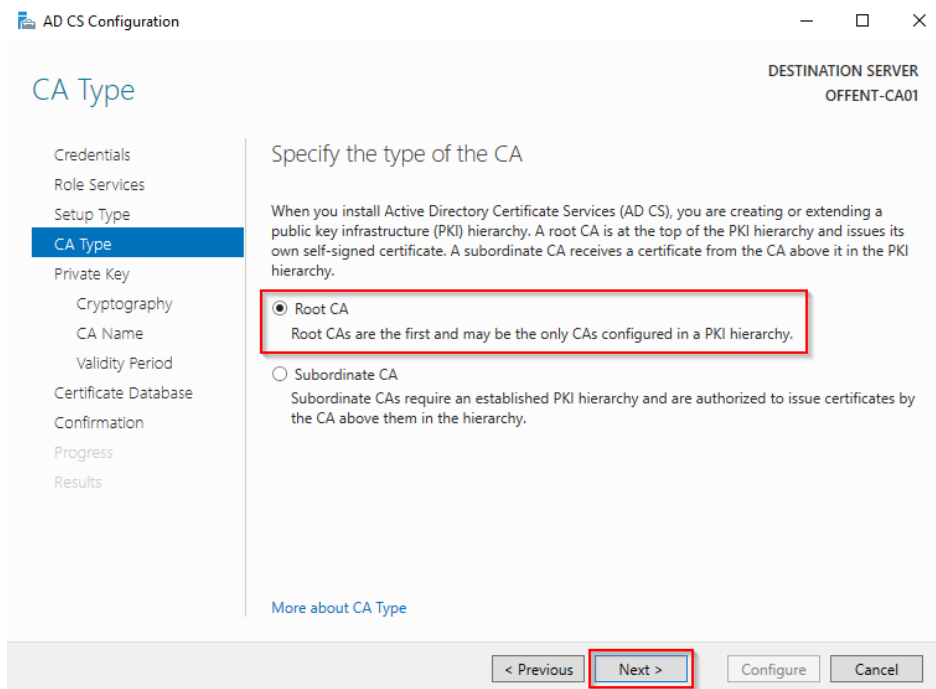 AD CS Configuration
DESTINATION SERVER
OFFENT-CA01
CA Type
Credentials
Role Services
Setup Type
CA Type
Private Key
Cryptography
CA Name
Validity Period
Certificate Database
Confirmation
Progress
Results
Specify the type of the CA
When you install Active Directory Certificate Services (AD CS), you are creating or extending a
public key infrastructure (PKI) hierarchy. A root CA is at the top of the PKI hierarchy and issues its
own self-signed certificate. A subordinate CA receives a certificate from the CA above it in the PKI
hierarchy.
Root CA
Root CAs are the first and may be the only CAs configured in a PKI hierarchy.
Subordinate CA
Subordinate CAs require an established PKI hierarchy and are authorized to issue certificates by
the CA above them in the hierarchy.
More about CA Type
< Previous
Next >
Configure
Cancel